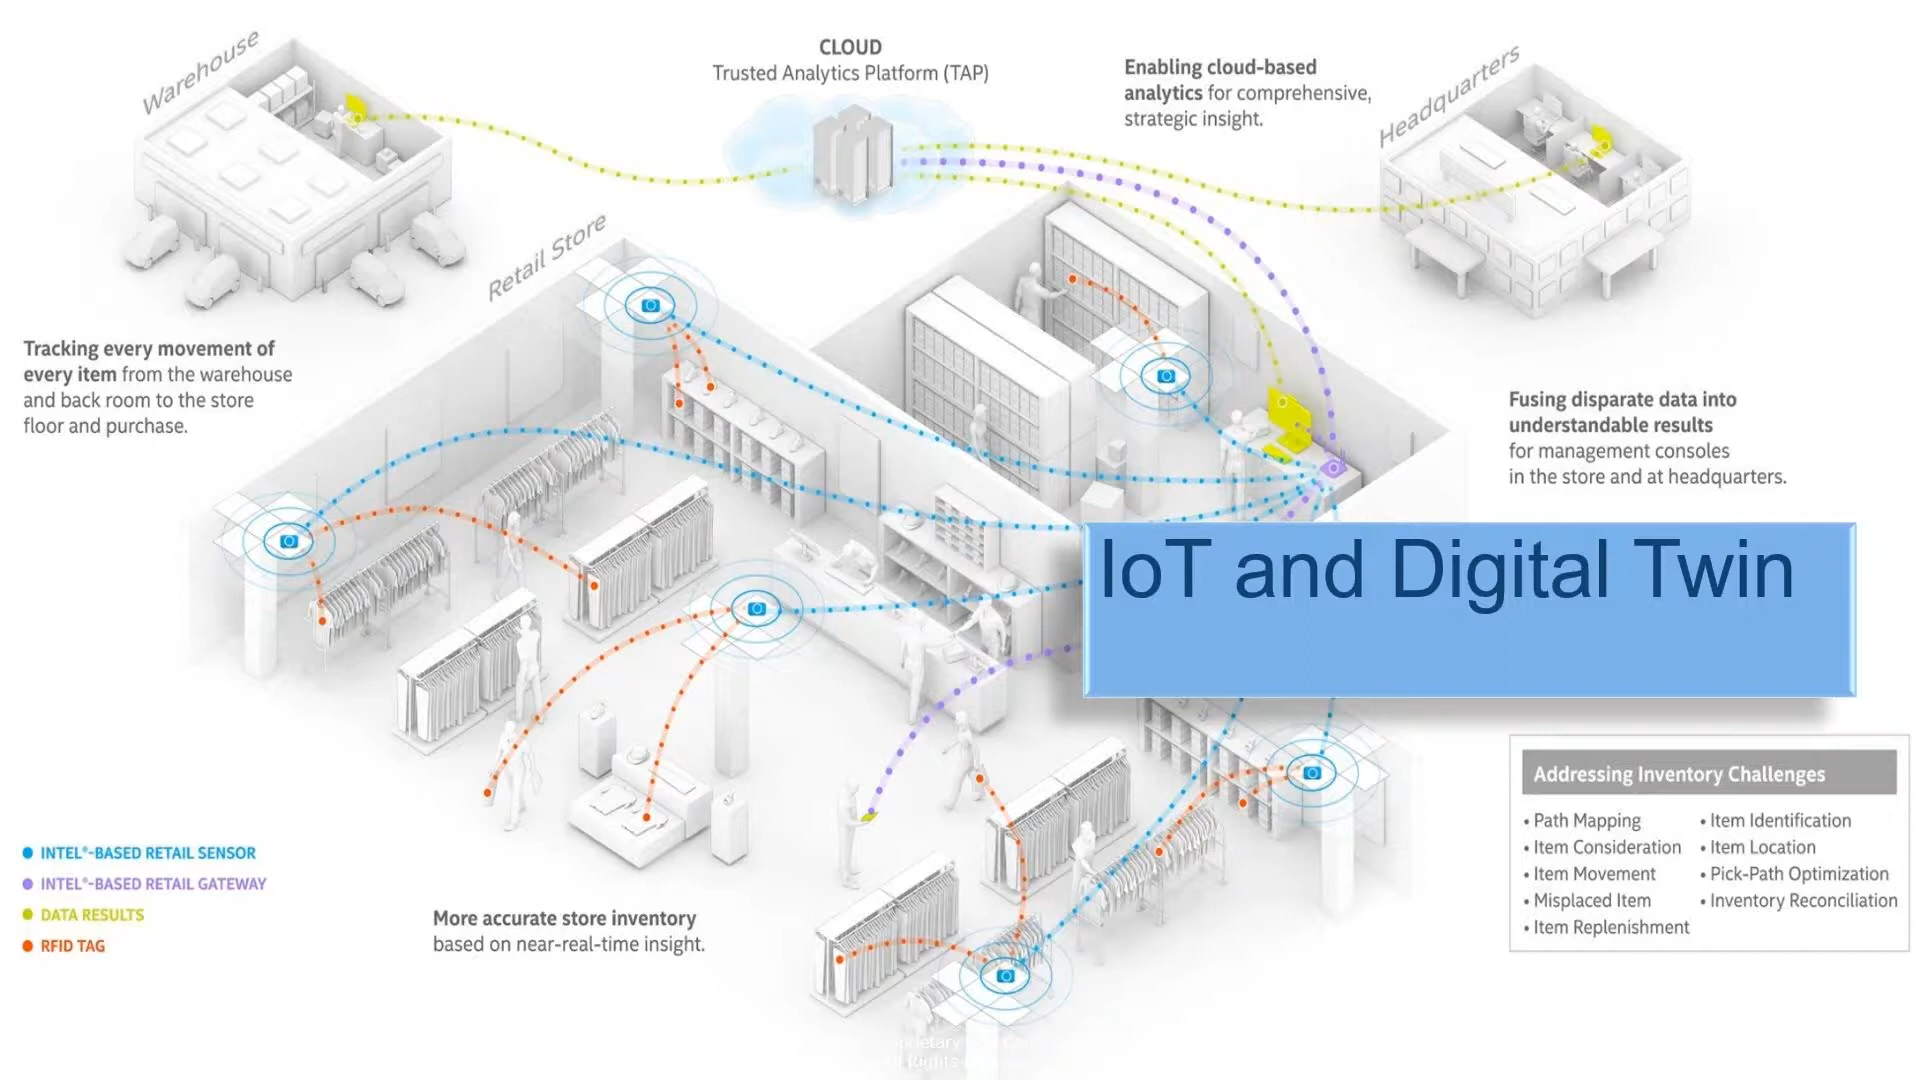 Warehouse
CLOUD
Trusted Analytics Platform (TAP)
Enabling cloud-based
analytics for comprehensive,
strategic insight.
Headquarters
Retail Store
Tracking every movement of
every item from the warehouse
and back room to the store
floor and purchase.
Fusing disparate data into
understandable results
for management consoles
in the store and at headquarters.
IoT and Digital Twin
Addressing Inventory Challenges
• Path Mapping
• Item Consideration
• Item Movement
• Misplaced Item
• Item Replenishment
• Item Identification
• Item Location
• Pick-Path Optimization
• Inventory Reconciliation
INTEL®-BASED RETAIL SENSOR
INTEL®-BASED RETAIL GATEWAY
DATA RESULTS
RFID TAG
More accurate store inventory
based on near-real-time insight.
Rights